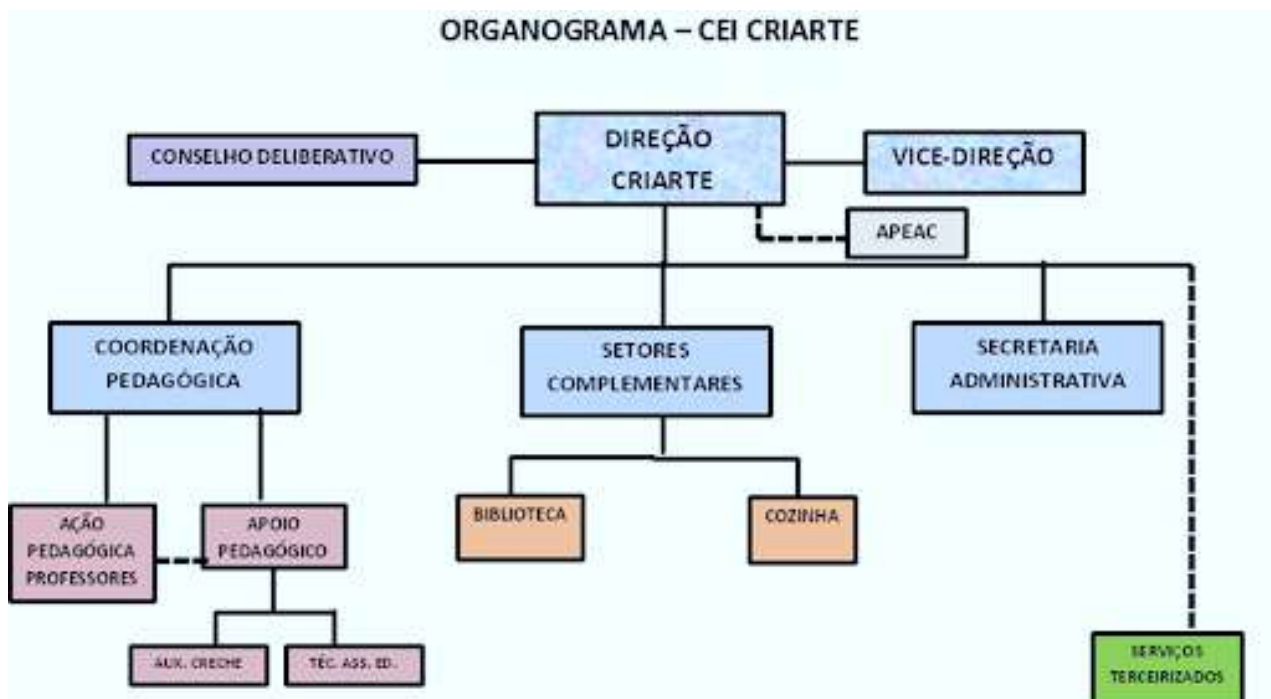 ORGANOGRAMA – CEI CRIARTE
CONSELHO DELIBERATIVO
DIREÇÃO
CRIARTE
VICE-DIREÇÃO
APEAC
COORDENAÇÃO
PEDAGÓGICA
SETORES
COMPLEMENTARES
SECRETARIA
ADMINISTRATIVA
AÇÃO
PEDAGÓGICA
PROFESSORES
APOIO
PEDAGÓGICO
BIBLIOTECA
COZINHA
AUX. CRECHE
TÉC. ASS. ED.
SERVIÇOS
TERCEIRIZADOS